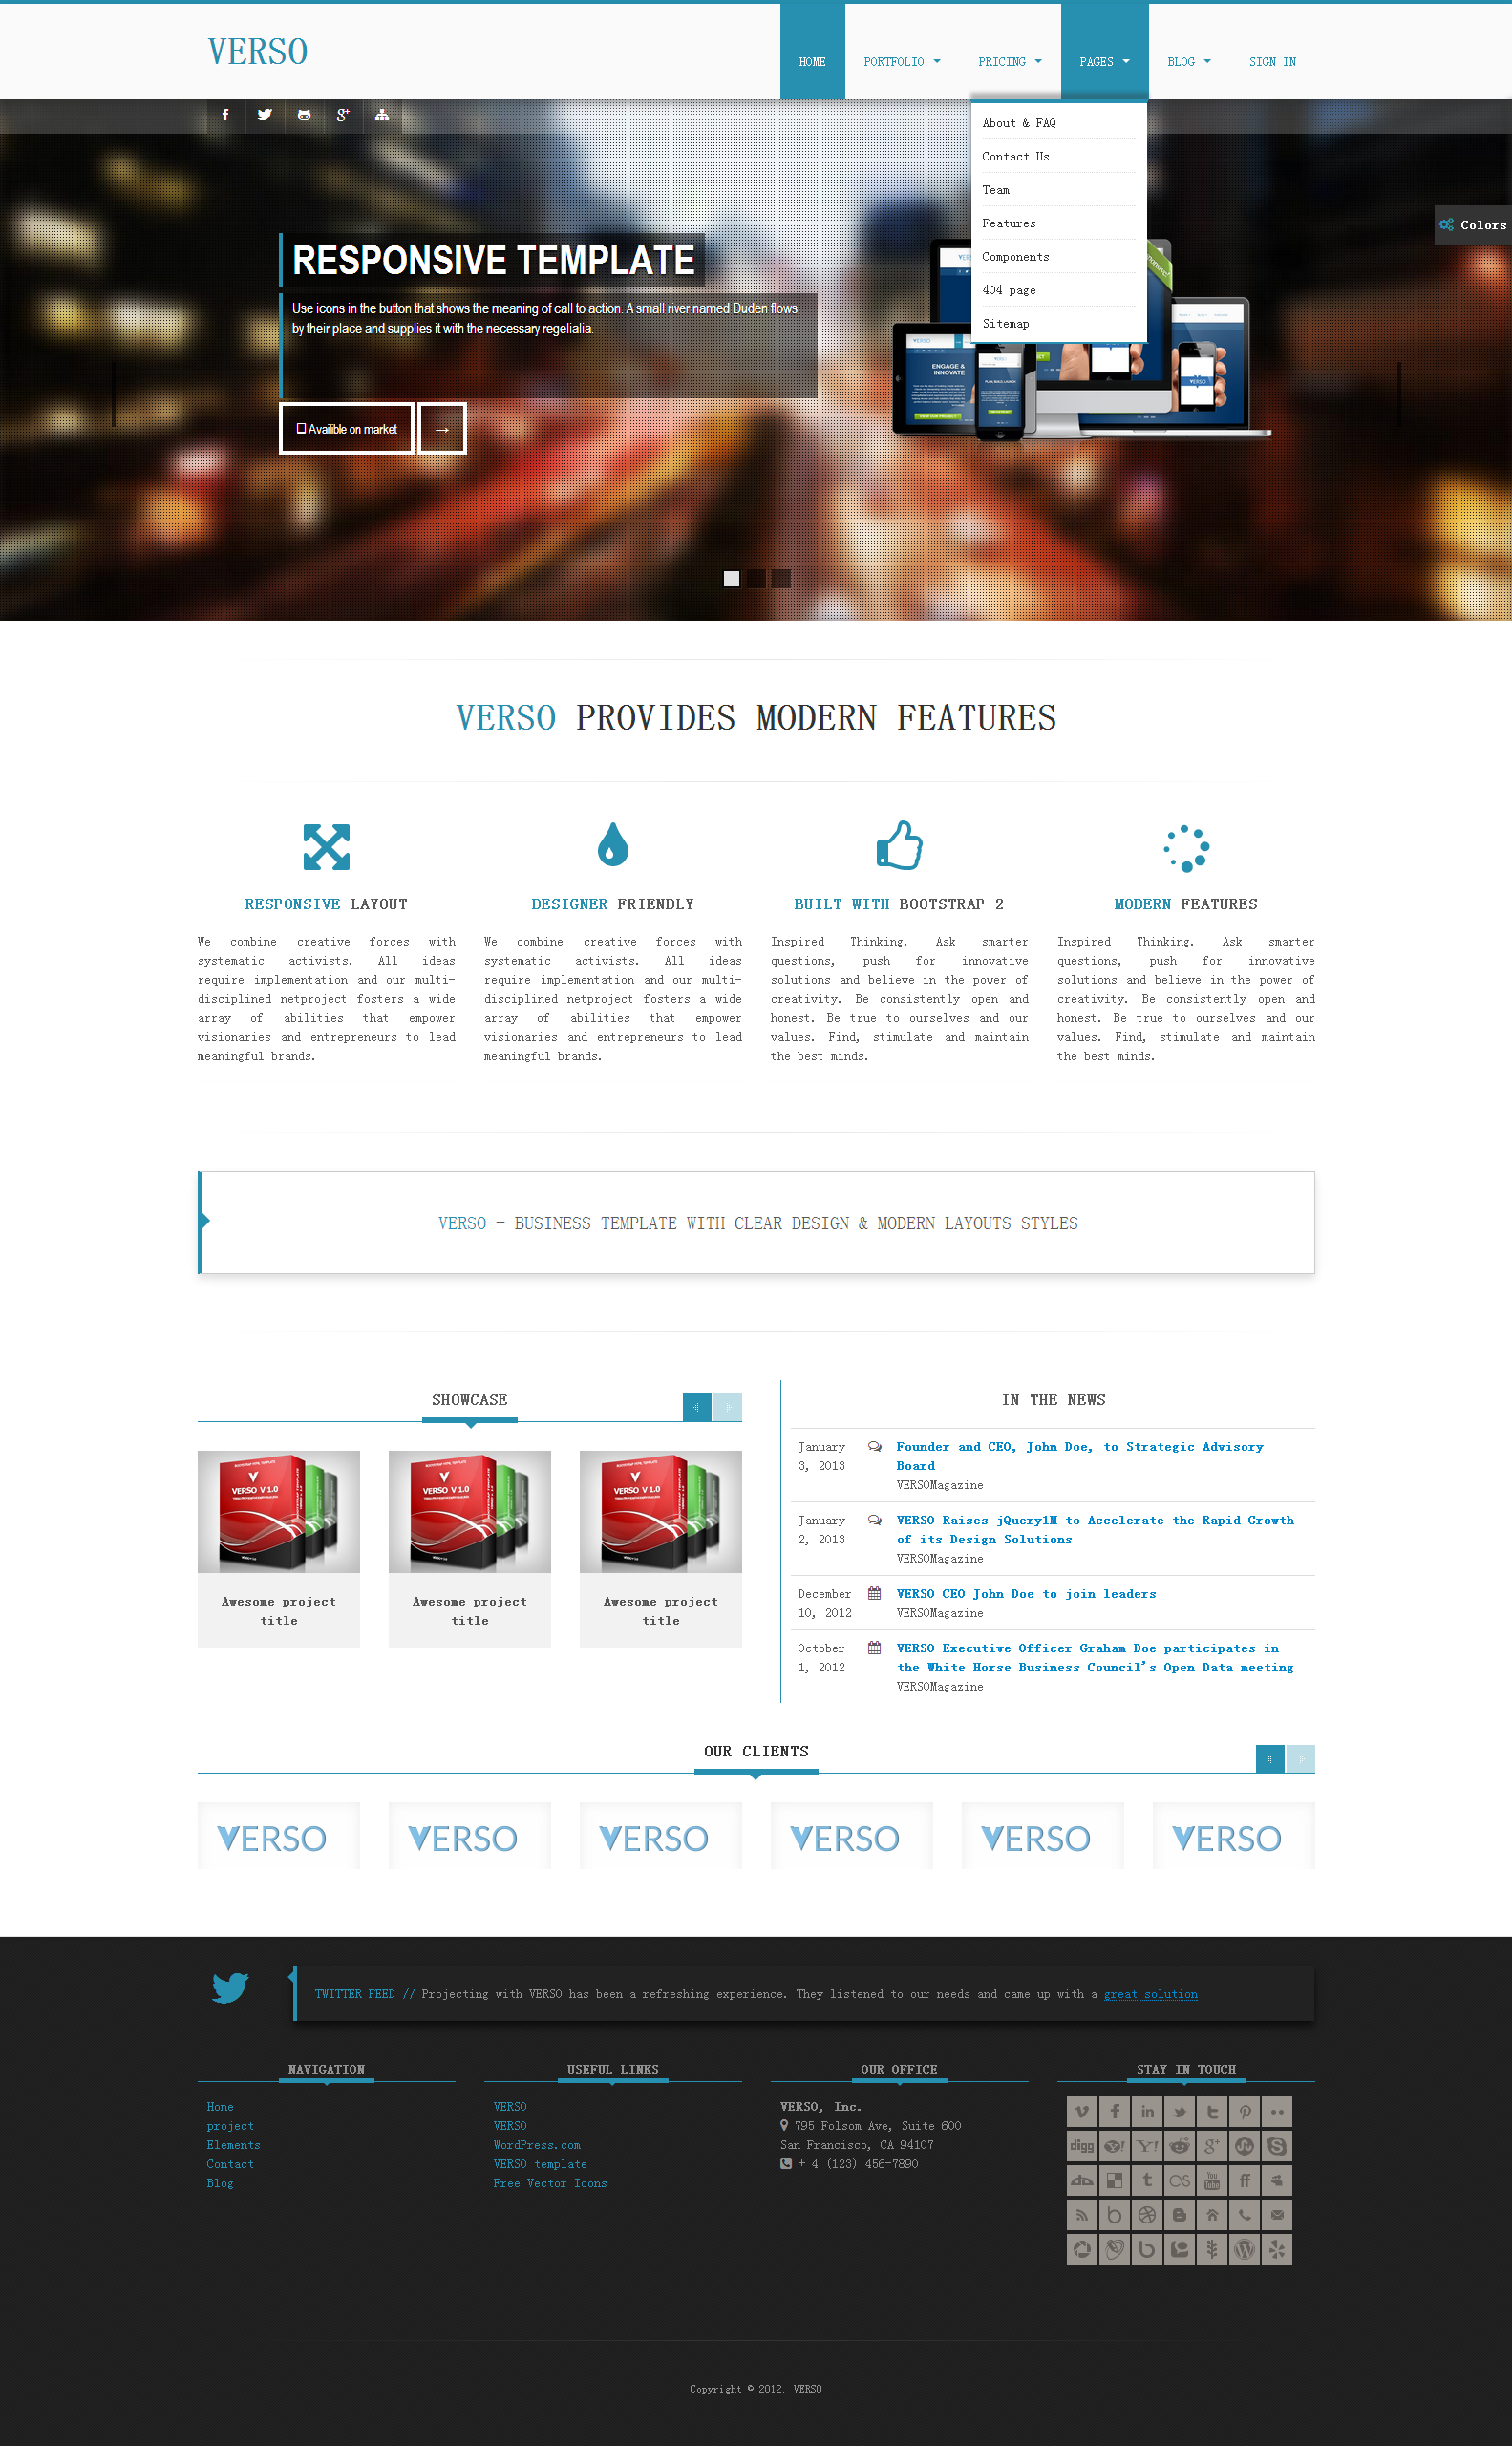 VERSO
HOME PORTFOLIO PRICING PAGES BLOG SIGN IN
About & FAQ
Contact Us
Team
Features
Components
404 page
Sitemap
Colors
RESPONSIVE TEMPLATE
Use icons in the button that shows the meaning of call to action. A small river named Duden flows
by their place and supplies it with the necessary regelialia.
Availible on market →
VERSO PROVIDES MODERN FEATURES
RESPONSIVE LAYOUT
We combine creative forces with
systematic activists. All ideas
require implementation and our multi-
disciplined netproject fosters a wide
array of abilities that empower
visionaries and entrepreneurs to lead
meaningful brands.
DESIGNER FRIENDLY
We combine creative forces with
systematic activists. All ideas
require implementation and our multi-
disciplined netproject fosters a wide
array of abilities that empower
visionaries and entrepreneurs to lead
meaningful brands.
BUILT WITH BOOTSTRAP 2
Inspired Thinking. Ask smarter
questions, push for innovative
solutions and believe in the power of
creativity. Be consistently open and
honest. Be true to ourselves and our
values. Find, stimulate and maintain
the best minds.
MODERN FEATURES
Inspired Thinking. Ask smarter
questions, push for innovative
solutions and believe in the power of
creativity. Be consistently open and
honest. Be true to ourselves and our
values. Find, stimulate and maintain
the best minds.
VERSO - BUSINESS TEMPLATE WITH CLEAR DESIGN & MODERN LAYOUTS STYLES
SHOWCASE
VERSO V 1.0
VERSO V 1.0
VERSO V 1.0
Awesome project
title
Awesome project
title
Awesome project
title
IN THE NEWS
January
3, 2013
Founder and CEO, John Doe, to Strategic Advisory
Board
VERSOMagazine
January
2, 2013
VERSO Raises jQuery1M to Accelerate the Rapid Growth
of its Design Solutions
VERSOMagazine
December
10, 2012
VERSO CEO John Doe to join leaders
VERSOMagazine
October
1, 2012
VERSO Executive Officer Graham Doe participates in
the White Horse Business Council's Open Data meeting
VERSOMagazine
OUR CLIENTS
VERSO VERSO VERSO VERSO VERSO VERSO
TWITTER FEED // Projecting with VERSO has been a refreshing experience. They listened to our needs and came up with a great solution
NAVIGATION
Home
project
Elements
Contact
Blog
USEFUL LINKS
VERSO
VERSO
WordPress.com
VERSO template
Free Vector Icons
OUR OFFICE
VERSO, Inc.
795 Folsom Ave, Suite 600
San Francisco, CA 94107
+ 4 (123) 456-7890
STAY IN TOUCH
Copyright © 2012. VERSO